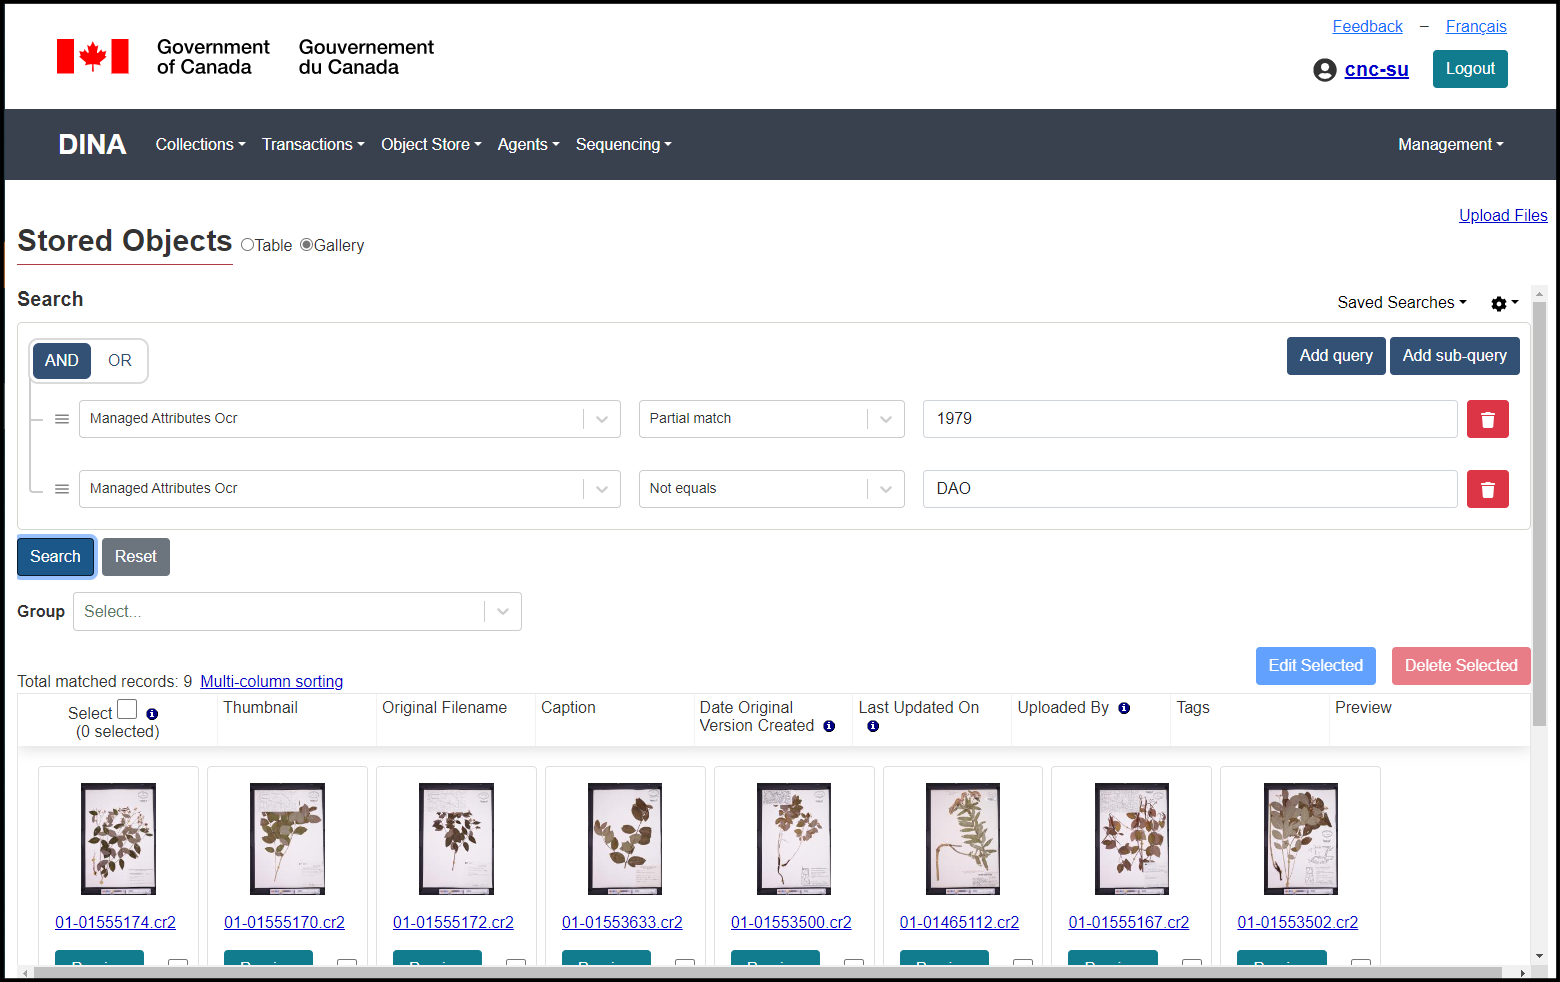 Feedback – Français
Government of Canada
Gouvernement du Canada
cnc-su
Logout
DINA Collections Transactions Object Store Agents Sequencing Management
Upload Files
Stored Objects Table Gallery
Search
Saved Searches
AND OR
Add query Add sub-query
Managed Attributes Ocr Partial match 1979
Managed Attributes Ocr Not equals DAO
Search Reset
Group Select...
Edit Selected Delete Selected
Total matched records: 9 Multi-column sorting
Select (0 selected)
Thumbnail
Original Filename
Caption
Date Original Version Created
Last Updated On
Uploaded By
Tags
Preview
01-01555174.cr2 01-01555170.cr2 01-01555172.cr2 01-01553633.cr2 01-01553500.cr2 01-01465112.cr2 01-01555167.cr2 01-01553502.cr2